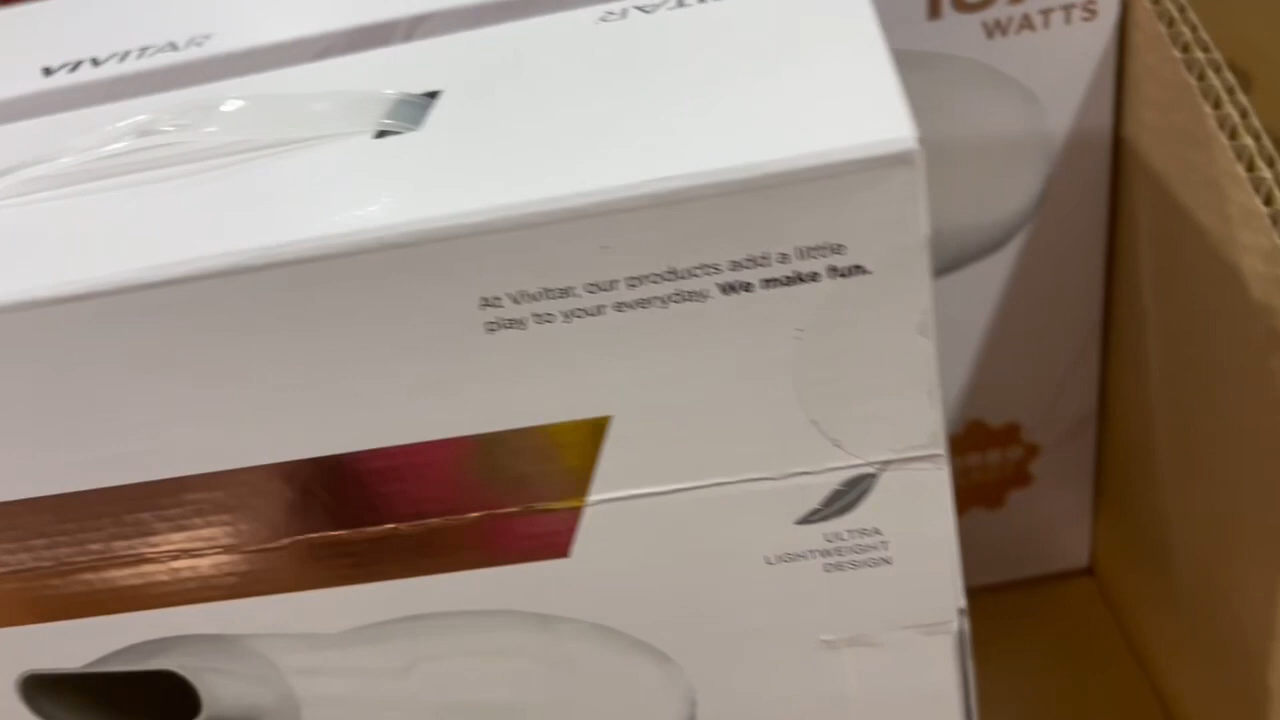 VIVITAR
WATTS
At Vivitar, our products add a little
play to your everyday. We make fun.
ULTRA
LIGHTWEIGHT
DESIGN